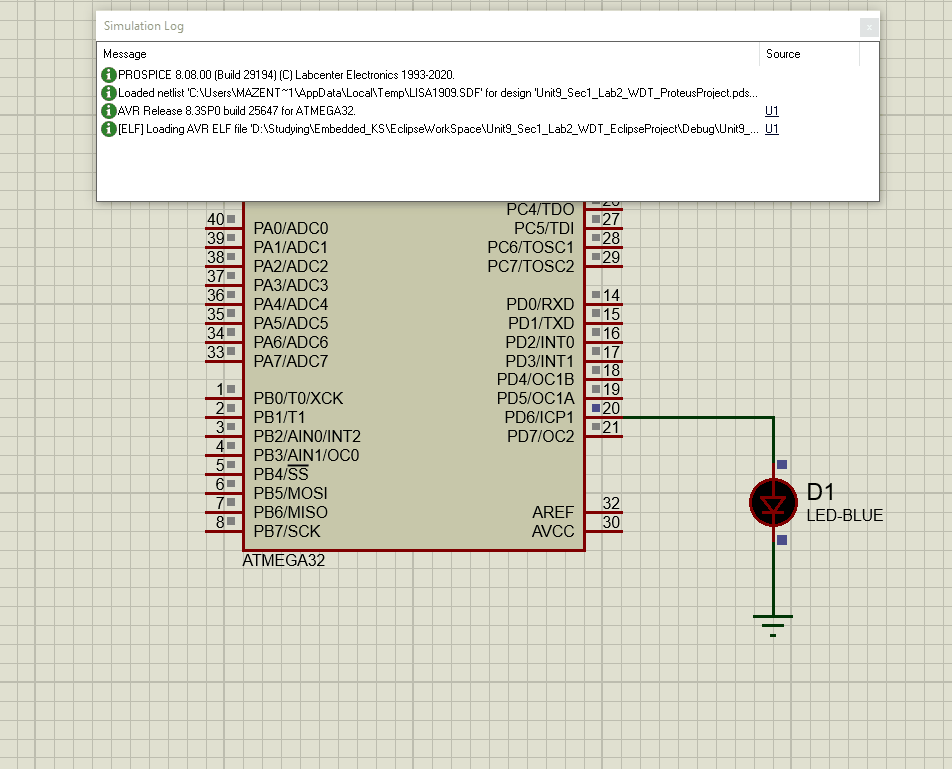 Simulation Log
x
Message Source
PROSPICE 8.08.00 (Build 29194) (C) Labcenter Electronics 1993-2020.
Loaded netlist 'C:\Users\MAZENT~1\AppData\Local\Temp\LISA1909.SDF' for design 'Unit9_Sec1_Lab2_WDT_ProteusProject.pds...
AVR Release 8.3SP0 build 25647 for ATMEGA32. U1
[ELF] Loading AVR ELF file 'D:\Studying\Embedded_KS\EclipseWorkSpace\Unit9_Sec1_Lab2_WDT_EclipseProject\Debug\Unit9_... U1
PC4/TDO
40 PA0/ADC0 PC5/TDI 27
39 PA1/ADC1 PC6/TOSC1 28
38 PA2/ADC2 PC7/TOSC2 29
37 PA3/ADC3
36 PA4/ADC4 PD0/RXD 14
35 PA5/ADC5 PD1/TXD 15
34 PA6/ADC6 PD2/INT0 16
33 PA7/ADC7 PD3/INT1 17
PD4/OC1B 18
1 PB0/T0/XCK PD5/OC1A 19
2 PB1/T1 PD6/ICP1 20
3 PB2/AIN0/INT2 PD7/OC2 21
4 PB3/AIN1/OC0
5 PB4/SS
6 PB5/MOSI
7 PB6/MISO AREF 32
8 PB7/SCK AVCC 30
ATMEGA32
D1
LED-BLUE